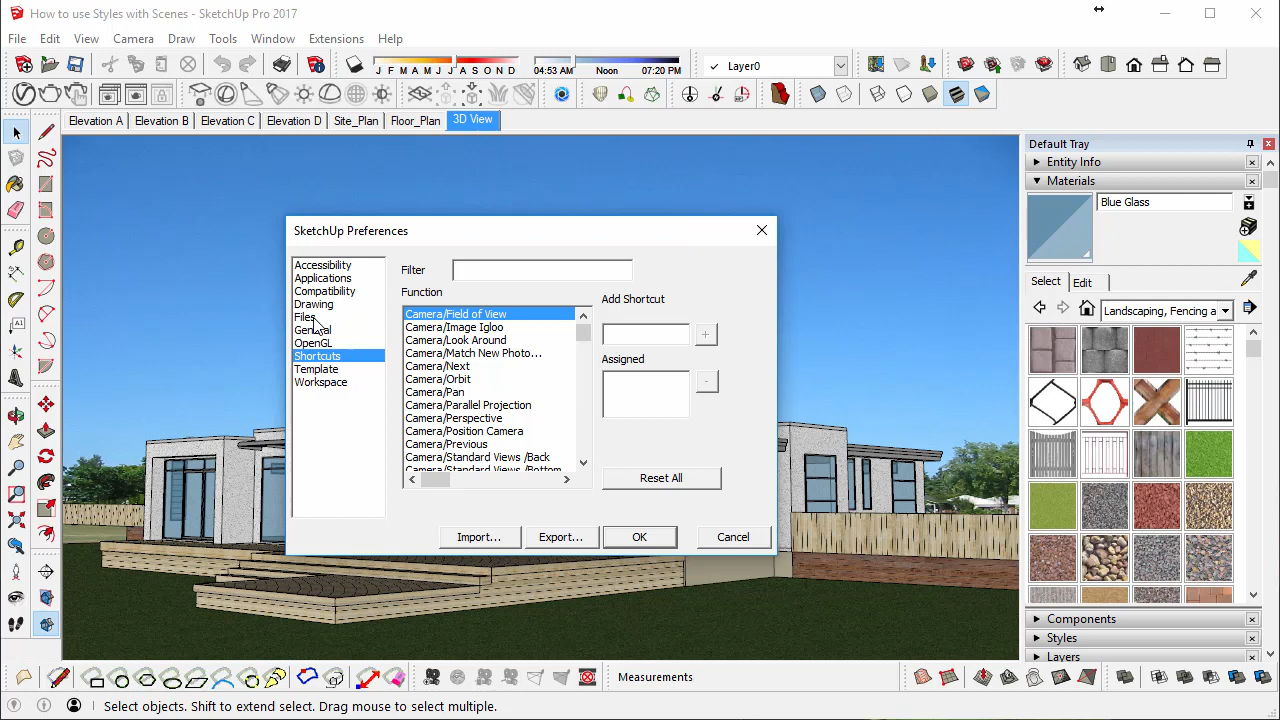 How to use Styles with Scenes - SketchUp Pro 2017
File Edit View Camera Draw Tools Window Extensions Help
J F M A M J J A S O N D 04:53 AM Noon 07:20 PM Layer0
Elevation A Elevation B Elevation C Elevation D Site_Plan Floor_Plan 3D View
Default Tray
Entity Info
Materials
Blue Glass
Select Edit
Landscaping, Fencing a
SketchUp Preferences
Accessibility
Applications
Compatibility
Drawing
Files
General
OpenGL
Shortcuts
Template
Workspace
Filter
Function
Camera/Field of View
Camera/Image Igloo
Camera/Look Around
Camera/Match New Photo...
Camera/Next
Camera/Orbit
Camera/Pan
Camera/Parallel Projection
Camera/Perspective
Camera/Position Camera
Camera/Previous
Camera/Standard Views /Back
Camera/Standard Views /Bottom
Add Shortcut
+
Assigned
-
Reset All
Import... Export... OK Cancel
Components
Styles
Layers
Measurements
Select objects. Shift to extend select. Drag mouse to select multiple.